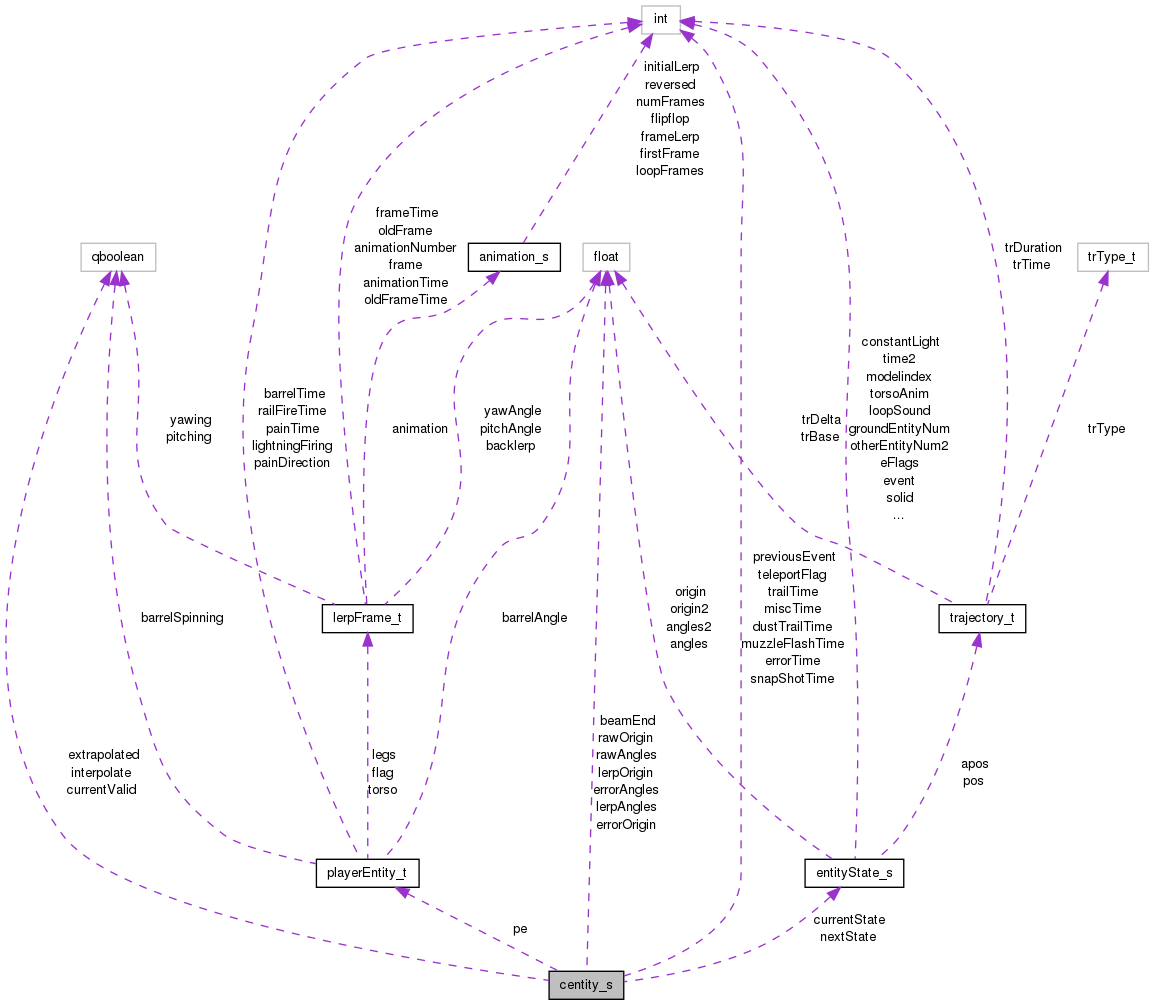 int
initialLerp
reversed
numFrames
flipflop
frameLerp
firstFrame
loopFrames
frameTime
oldFrame
animationNumber
frame
animationTime
oldFrameTime
qboolean
animation_s
float
trDuration
trTime
trType_t
constantLight
time2
modelindex
torsoAnim
loopSound
groundEntityNum
otherEntityNum2
eFlags
event
solid
...
barrelTime
railFireTime
painTime
lightningFiring
painDirection
yawing
pitching
animation
yawAngle
pitchAngle
backlerp
trDelta
trBase
trType
previousEvent
teleportFlag
trailTime
miscTime
dustTrailTime
muzzleFlashTime
errorTime
snapShotTime
origin
origin2
angles2
angles
barrelSpinning
lerpFrame_t
barrelAngle
trajectory_t
beamEnd
rawOrigin
rawAngles
lerpOrigin
errorAngles
lerpAngles
errorOrigin
extrapolated
interpolate
currentValid
legs
flag
torso
apos
pos
playerEntity_t
entityState_s
pe
currentState
nextState
centity_s